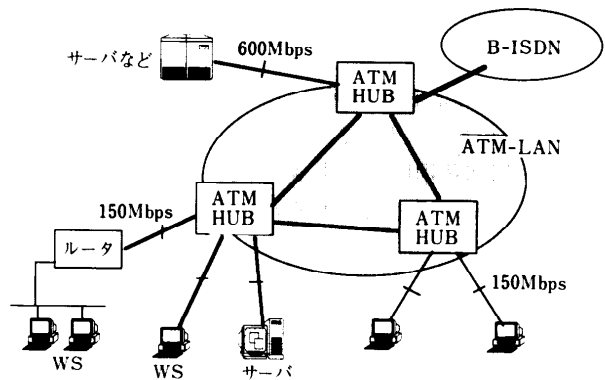 サーバなど
600Mbps
B-ISDN
ATM
HUB
ATM-LAN
150Mbps
ATM
HUB
ATM
HUB
ルータ
150Mbps
WS
WS
サーバ